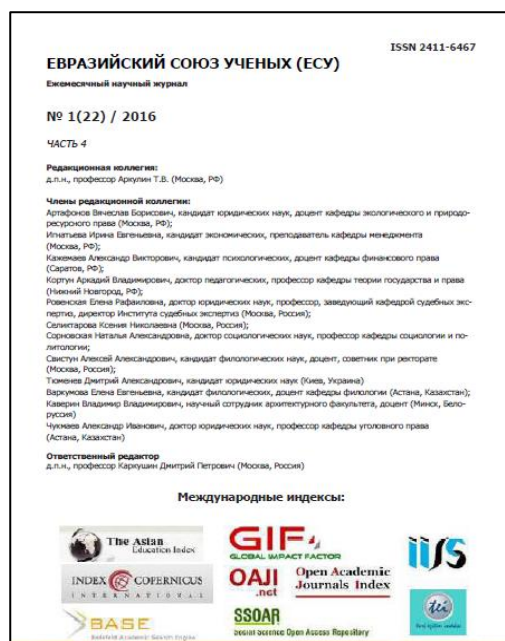 ISSN 2411-6467
ЕВРАЗИЙСКИЙ СОЮЗ УЧЕНЫХ (ЕСУ)
Ежемесячный научный журнал
№ 1(22) / 2016
ЧАСТЬ 4
Редакционная коллегия:
д.п.н., профессор Аркулин Т.В. (Москва, РФ)
Члены редакционной коллегии:
Артафонов Вячеслав Борисович, кандидат юридических наук, доцент кафедры экологического и природо-
ресурсного права (Москва, РФ);
Игнатьева Ирина Евгеньевна, кандидат экономических, преподаватель кафедры менеджмента
(Москва, РФ);
Кажемаев Александр Викторович, кандидат психологических, доцент кафедры финансового права
(Саратов, РФ);
Кортун Аркадий Владимирович, доктор педагогических, профессор кафедры теории государства и права
(Нижний Новгород, РФ);
Ровенская Елена Рафаиловна, доктор юридических наук, профессор, заведующий кафедрой судебных экс-
пертиз, директор Института судебных экспертиз (Москва, Россия);
Селиктарова Ксения Николаевна (Москва, Россия);
Сорновская Наталья Александровна, доктор социологических наук, профессор кафедры социологии и по-
литологии;
Свистун Алексей Александрович, кандидат филологических наук, доцент, советник при ректорате
(Москва, Россия);
Тюменев Дмитрий Александрович, кандидат юридических наук (Киев, Украина)
Варкумова Елена Евгеньевна, кандидат филологических, доцент кафедры филологии (Астана, Казахстан);
Каверин Владимир Владимирович, научный сотрудник архитектурного факультета, доцент (Минск, Бело-
руссия)
Чукмаев Александр Иванович, доктор юридических наук, профессор кафедры уголовного права
(Астана, Казахстан)
Ответственный редактор
д.п.н., профессор Каркушин Дмитрий Петрович (Москва, Россия)
Международные индексы:
The Asian
Education Index
GIF
GLOBAL IMPACT FACTOR
INDEX COPERNICUS
INTERNATIONAL
OAJI
.net
Open Academic
Journals Index
BASE
SSOAR
Social Science Open Access Repository
tei